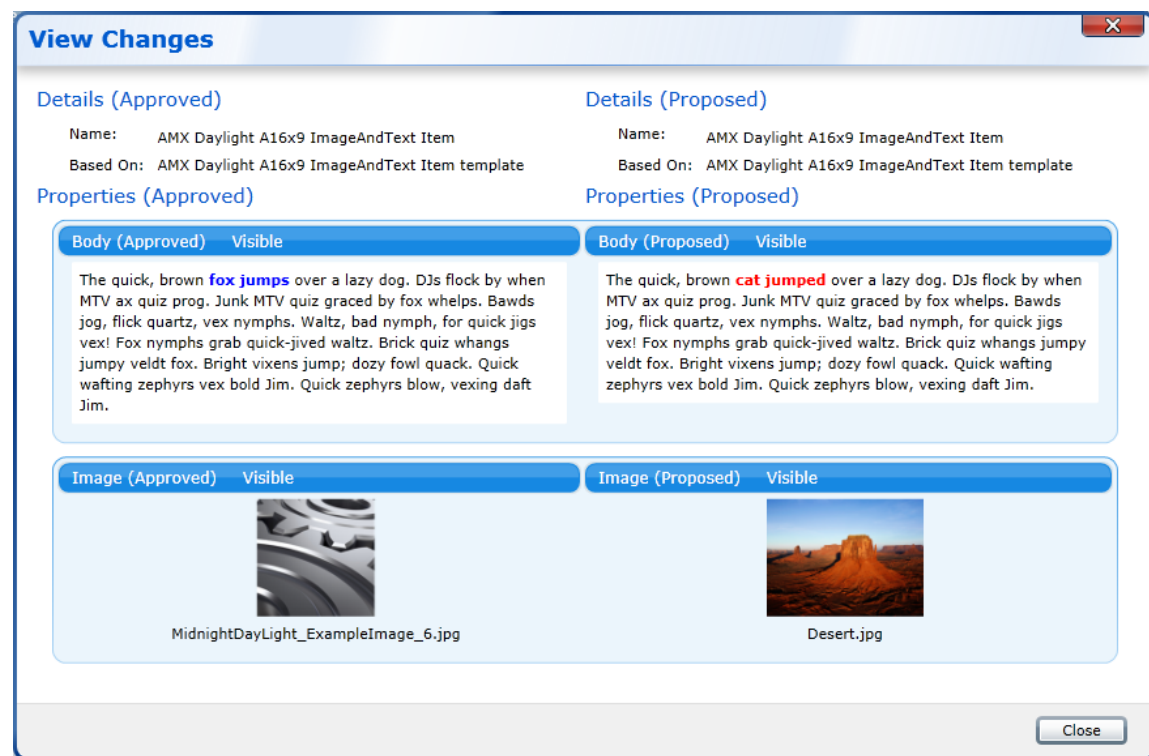 View Changes
Details (Approved)
Name: AMX Daylight A16x9 ImageAndText Item
Based On: AMX Daylight A16x9 ImageAndText Item template
Details (Proposed)
Name: AMX Daylight A16x9 ImageAndText Item
Based On: AMX Daylight A16x9 ImageAndText Item template
Properties (Approved)
Properties (Proposed)
Body (Approved) Visible
The quick, brown fox jumps over a lazy dog. DJs flock by when
MTV ax quiz prog. Junk MTV quiz graced by fox whelps. Bawds
jog, flick quartz, vex nymphs. Waltz, bad nymph, for quick jigs
vex! Fox nymphs grab quick-jived waltz. Brick quiz whangs
jumpy veldt fox. Bright vixens jump; dozy fowl quack. Quick
wafting zephyrs vex bold Jim. Quick zephyrs blow, vexing daft
Jim.
Body (Proposed) Visible
The quick, brown cat jumped over a lazy dog. DJs flock by when
MTV ax quiz prog. Junk MTV quiz graced by fox whelps. Bawds
jog, flick quartz, vex nymphs. Waltz, bad nymph, for quick jigs
vex! Fox nymphs grab quick-jived waltz. Brick quiz whangs jumpy
veldt fox. Bright vixens jump; dozy fowl quack. Quick wafting
zephyrs vex bold Jim. Quick zephyrs blow, vexing daft Jim.
Image (Approved) Visible
MidnightDayLight_ExampleImage_6.jpg
Image (Proposed) Visible
Desert.jpg
Close